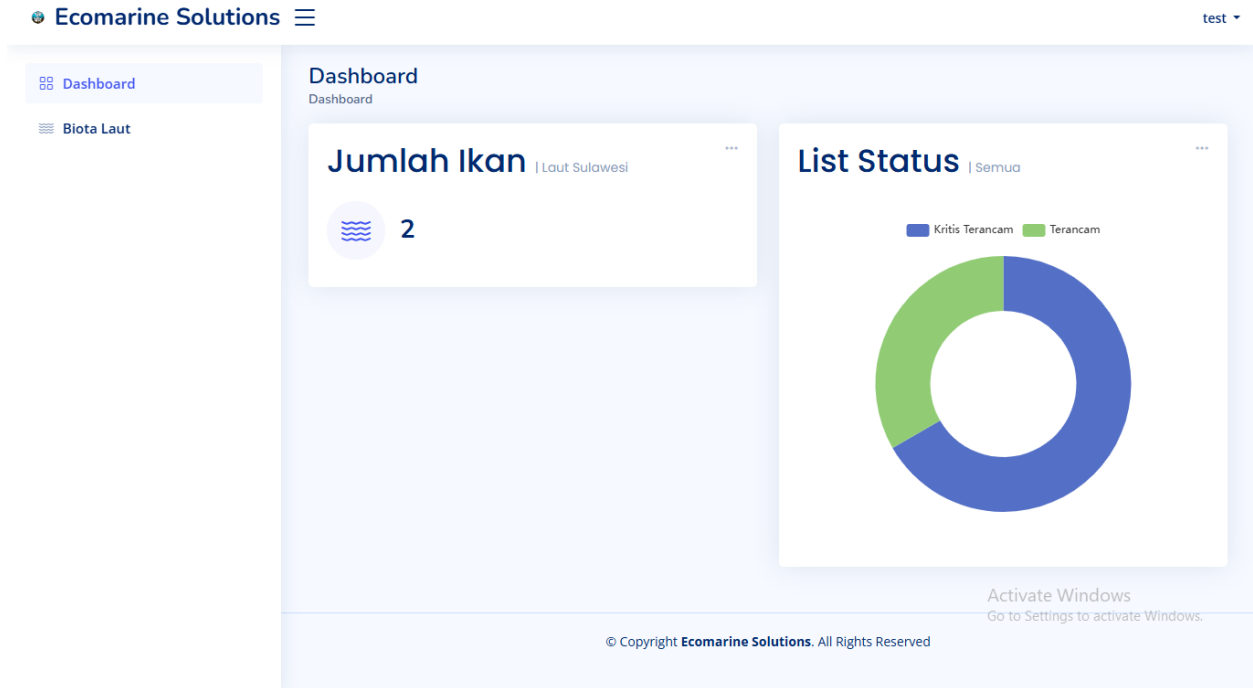 Ecomarine Solutions
test
Dashboard
Biota Laut
Dashboard
Dashboard
Jumlah Ikan | Laut Sulawesi
2
List Status | Semua
Kritis Terancam Terancam
Activate Windows
Go to Settings to activate Windows.
© Copyright Ecomarine Solutions. All Rights Reserved